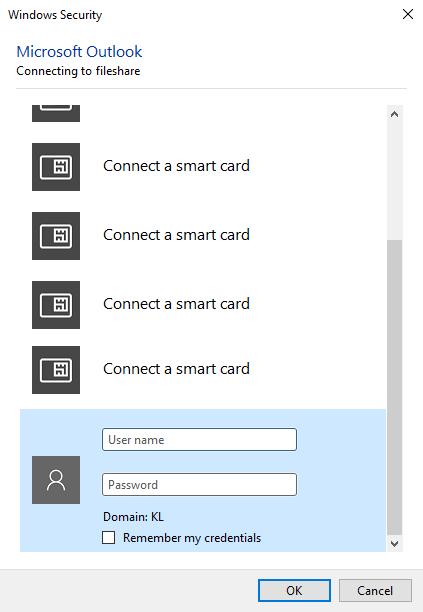 Windows Security
Microsoft Outlook
Connecting to fileshare
Connect a smart card
Connect a smart card
Connect a smart card
Connect a smart card
User name
Password
Domain: KL
Remember my credentials
OK
Cancel